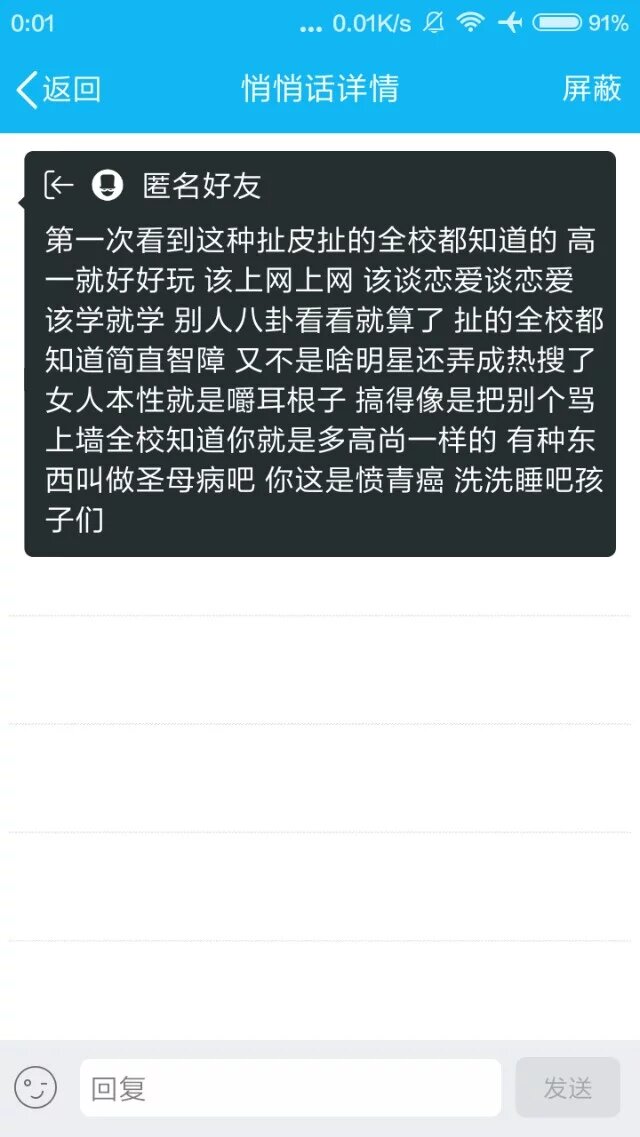 0:01 ... 0.01K/s 91%
返回 悄悄话详情 屏蔽
匿名好友
第一次看到这种扯皮扯的全校都知道的 高
一就好好玩 该上网上网 该谈恋爱谈恋爱
该学就学 别人八卦看看就算了 扯的全校都
知道简直智障 又不是啥明星还弄成热搜了
女人本性就是嚼耳根子 搞得像是把别个骂
上墙全校知道你就是多高尚一样的 有种东
西叫做圣母病吧 你这是愤青癌 洗洗睡吧孩
子们
回复 发送